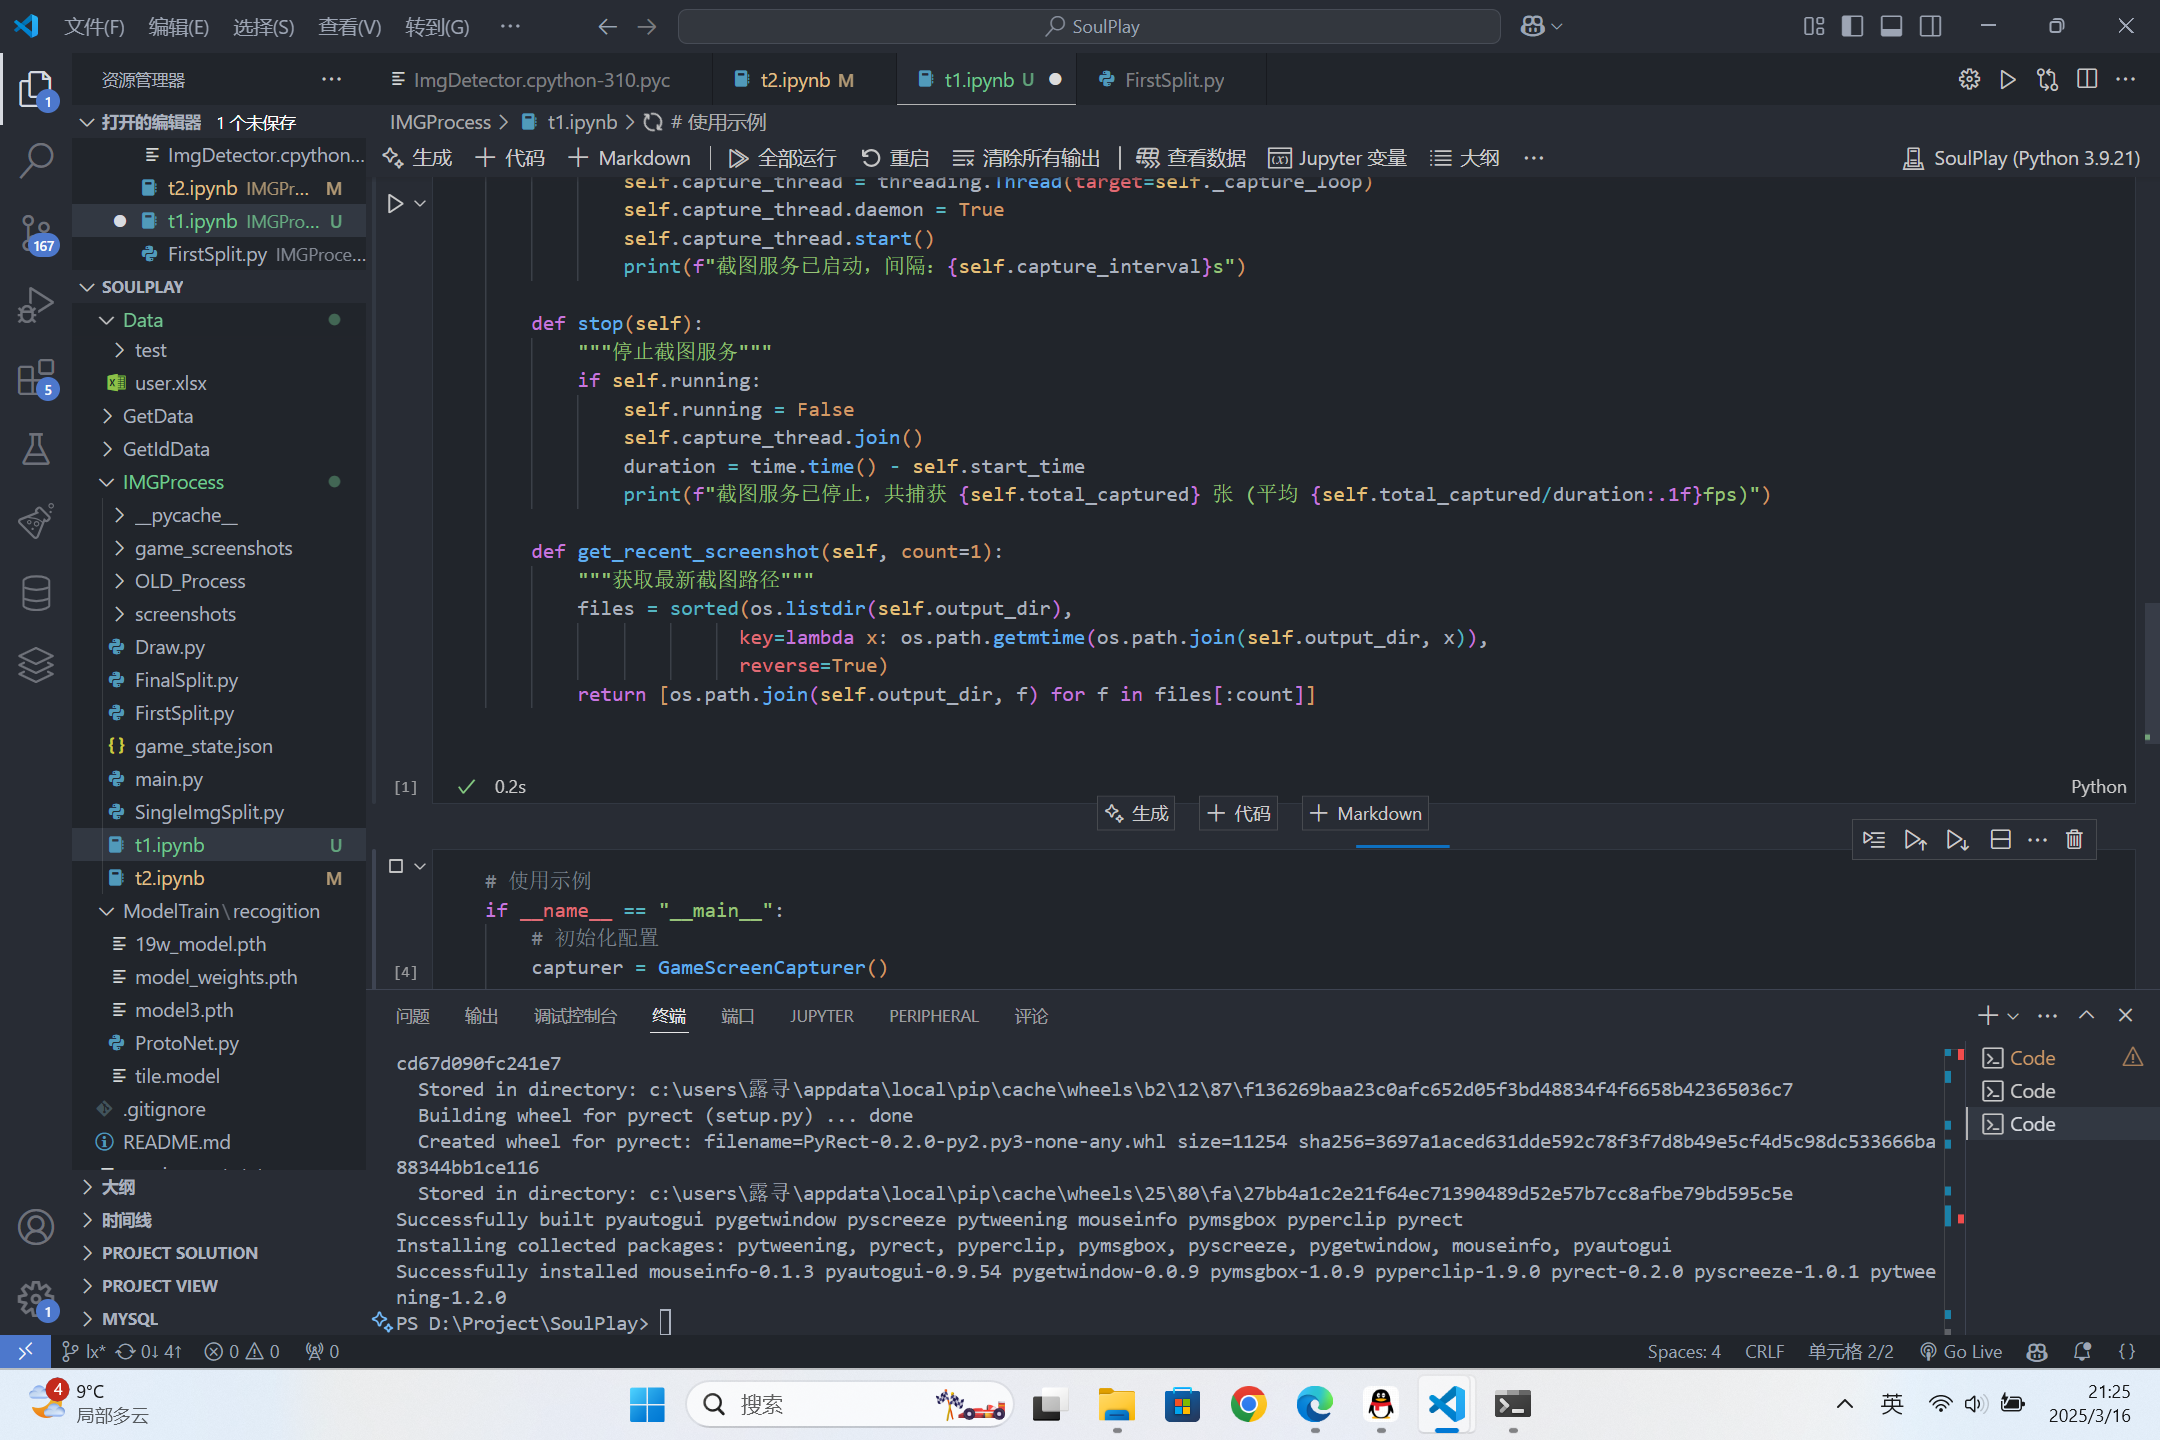 文件(F) 编辑(E) 选择(S) 查看(V) 转到(G) ··· SoulPlay
资源管理器 ···
ImgDetector.cpython-310.pyc t2.ipynb M t1.ipynb U FirstSplit.py
打开的编辑器 1 个未保存
ImgDetector.cpython...
t2.ipynb IMGPr... M
t1.ipynb IMGPro... U
FirstSplit.py IMGProce...
SOULPLAY
Data
test
user.xlsx
GetData
GetIdData
IMGProcess
__pycache__
game_screenshots
OLD_Process
screenshots
Draw.py
FinalSplit.py
FirstSplit.py
game_state.json
main.py
SingleImgSplit.py
t1.ipynb U
t2.ipynb M
ModelTrain\recogition
19w_model.pth
model_weights.pth
model3.pth
ProtoNet.py
tile.model
.gitignore
README.md
大纲
时间线
PROJECT SOLUTION
PROJECT VIEW
MYSQL
1
167
5
1
IMGProcess > t1.ipynb > # 使用示例
生成 + 代码 + Markdown 全部运行 重启 清除所有输出 查看数据 Jupyter 变量 大纲 ··· SoulPlay (Python 3.9.21)
self.capture_thread = threading.Thread(target=self._capture_loop)
self.capture_thread.daemon = True
self.capture_thread.start()
print(f"截图服务已启动，间隔：{self.capture_interval}s")
def stop(self):
"""停止截图服务"""
if self.running:
self.running = False
self.capture_thread.join()
duration = time.time() - self.start_time
print(f"截图服务已停止，共捕获 {self.total_captured} 张 (平均 {self.total_captured/duration:.1f}fps)")
def get_recent_screenshot(self, count=1):
"""获取最新截图路径"""
files = sorted(os.listdir(self.output_dir),
key=lambda x: os.path.getmtime(os.path.join(self.output_dir, x)),
reverse=True)
return [os.path.join(self.output_dir, f) for f in files[:count]]
[1] 0.2s Python
生成 + 代码 + Markdown
# 使用示例
if __name__ == "__main__":
# 初始化配置
capturer = GameScreenCapturer()
[4]
问题 输出 调试控制台 终端 端口 JUPYTER PERIPHERAL 评论
cd67d090fc241e7
Stored in directory: c:\users\露寻\appdata\local\pip\cache\wheels\b2\12\87\f136269baa23c0afc652d05f3bd48834f4f6658b42365036c7
Building wheel for pyrect (setup.py) ... done
Created wheel for pyrect: filename=PyRect-0.2.0-py2.py3-none-any.whl size=11254 sha256=3697a1aced631dde592c78f3f7d8b49e5cf4d5c98dc533666ba
88344bb1ce116
Stored in directory: c:\users\露寻\appdata\local\pip\cache\wheels\25\80\fa\27bb4a1c2e21f64ec71390489d52e57b7cc8afbe79bd595c5e
Successfully built pyautogui pygetwindow pyscreeze pytweening mouseinfo pymsgbox pyperclip pyrect
Installing collected packages: pytweening, pyrect, pyperclip, pymsgbox, pyscreeze, pygetwindow, mouseinfo, pyautogui
Successfully installed mouseinfo-0.1.3 pyautogui-0.9.54 pygetwindow-0.0.9 pymsgbox-1.0.9 pyperclip-1.9.0 pyrect-0.2.0 pyscreeze-1.0.1 pytwee
ning-1.2.0
PS D:\Project\SoulPlay>
Code
Code
Code
lx* 0↓ 4↑ 0 0 0 Spaces: 4 CRLF 单元格 2/2 Go Live
4
9°C
局部多云
搜索
英
21:25
2025/3/16